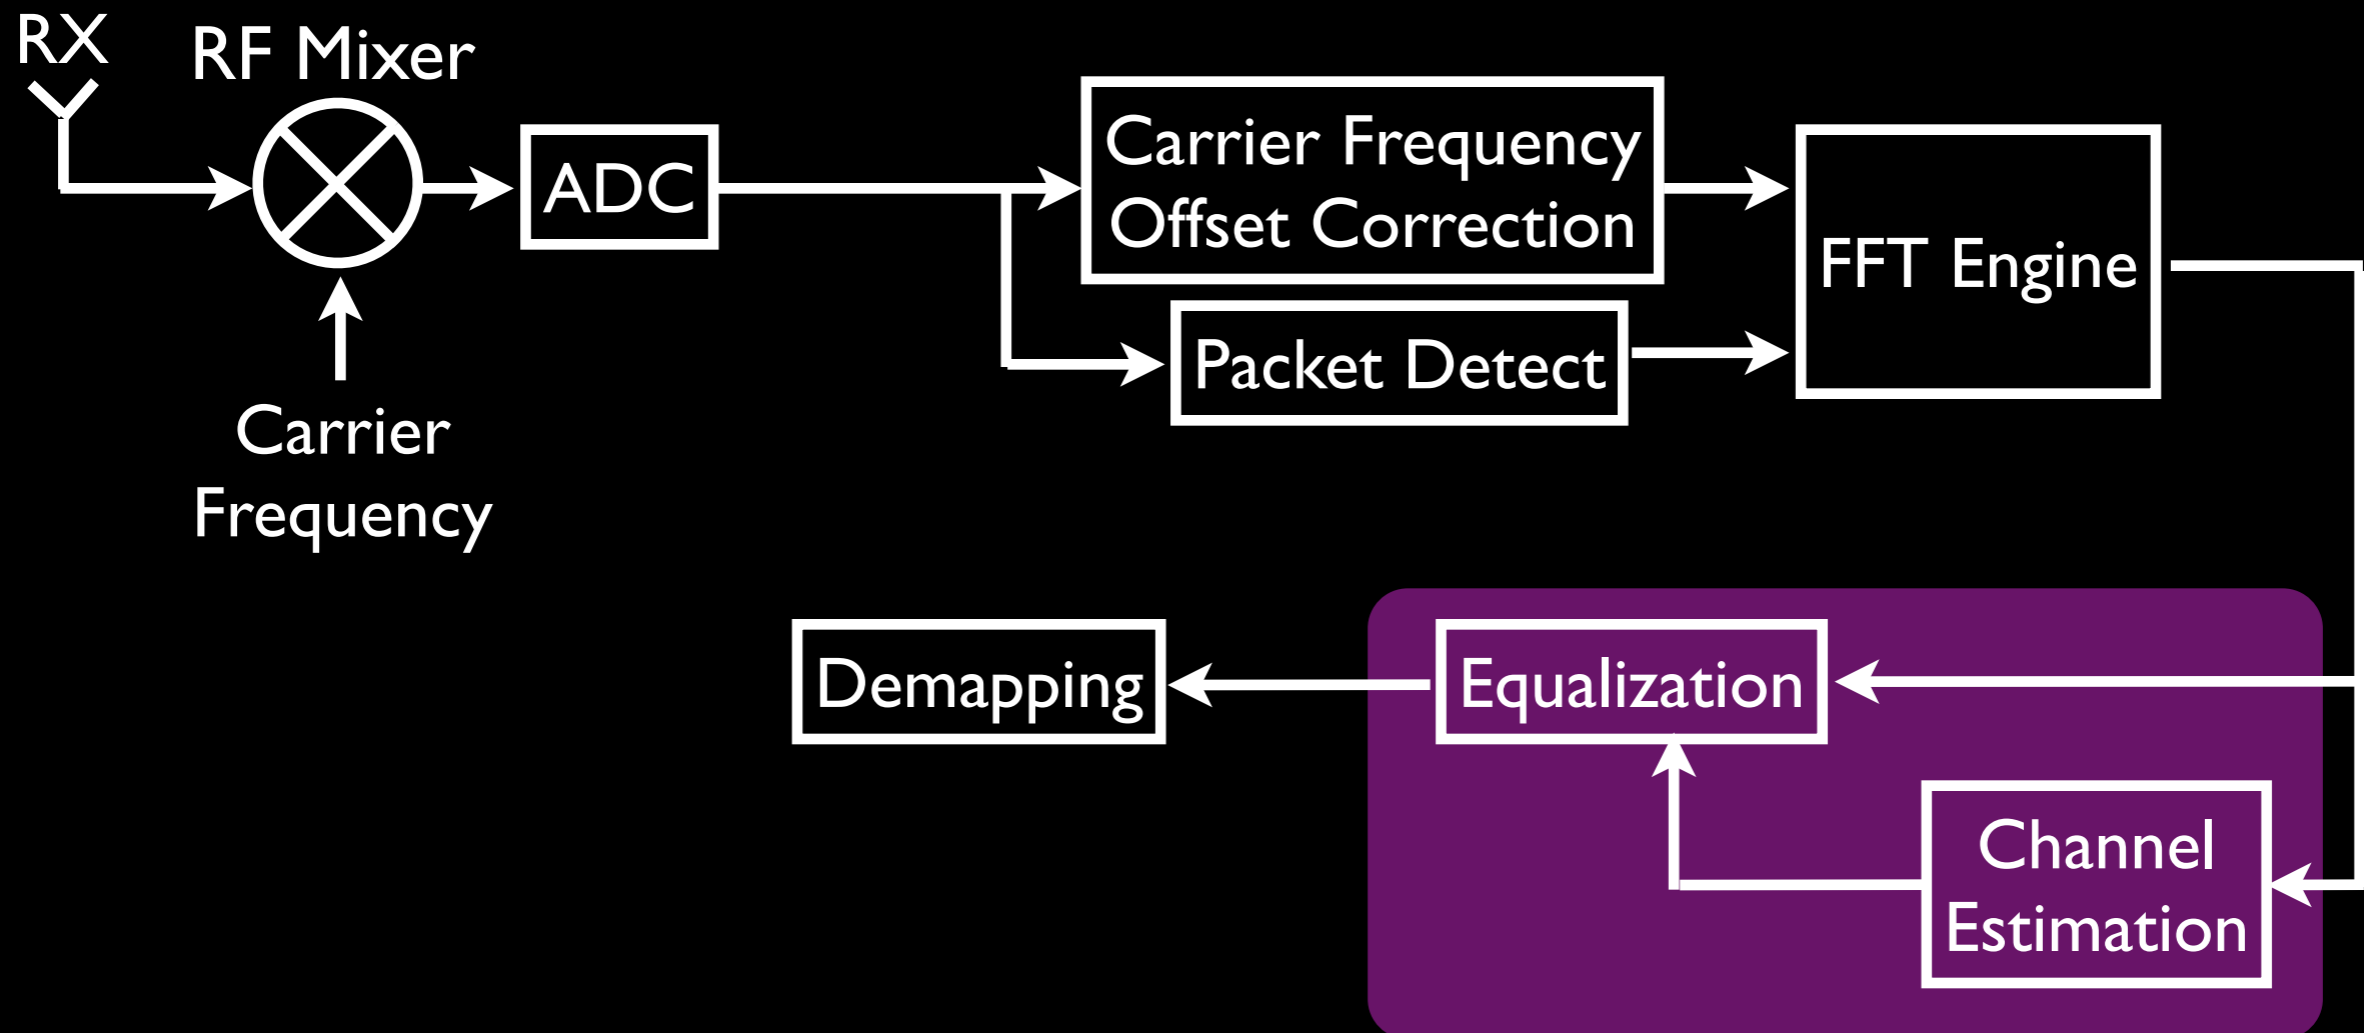 RX
RF Mixer
ADC
Carrier Frequency
Offset Correction
FFT Engine
Packet Detect
Carrier
Frequency
Demapping
Equalization
Channel
Estimation